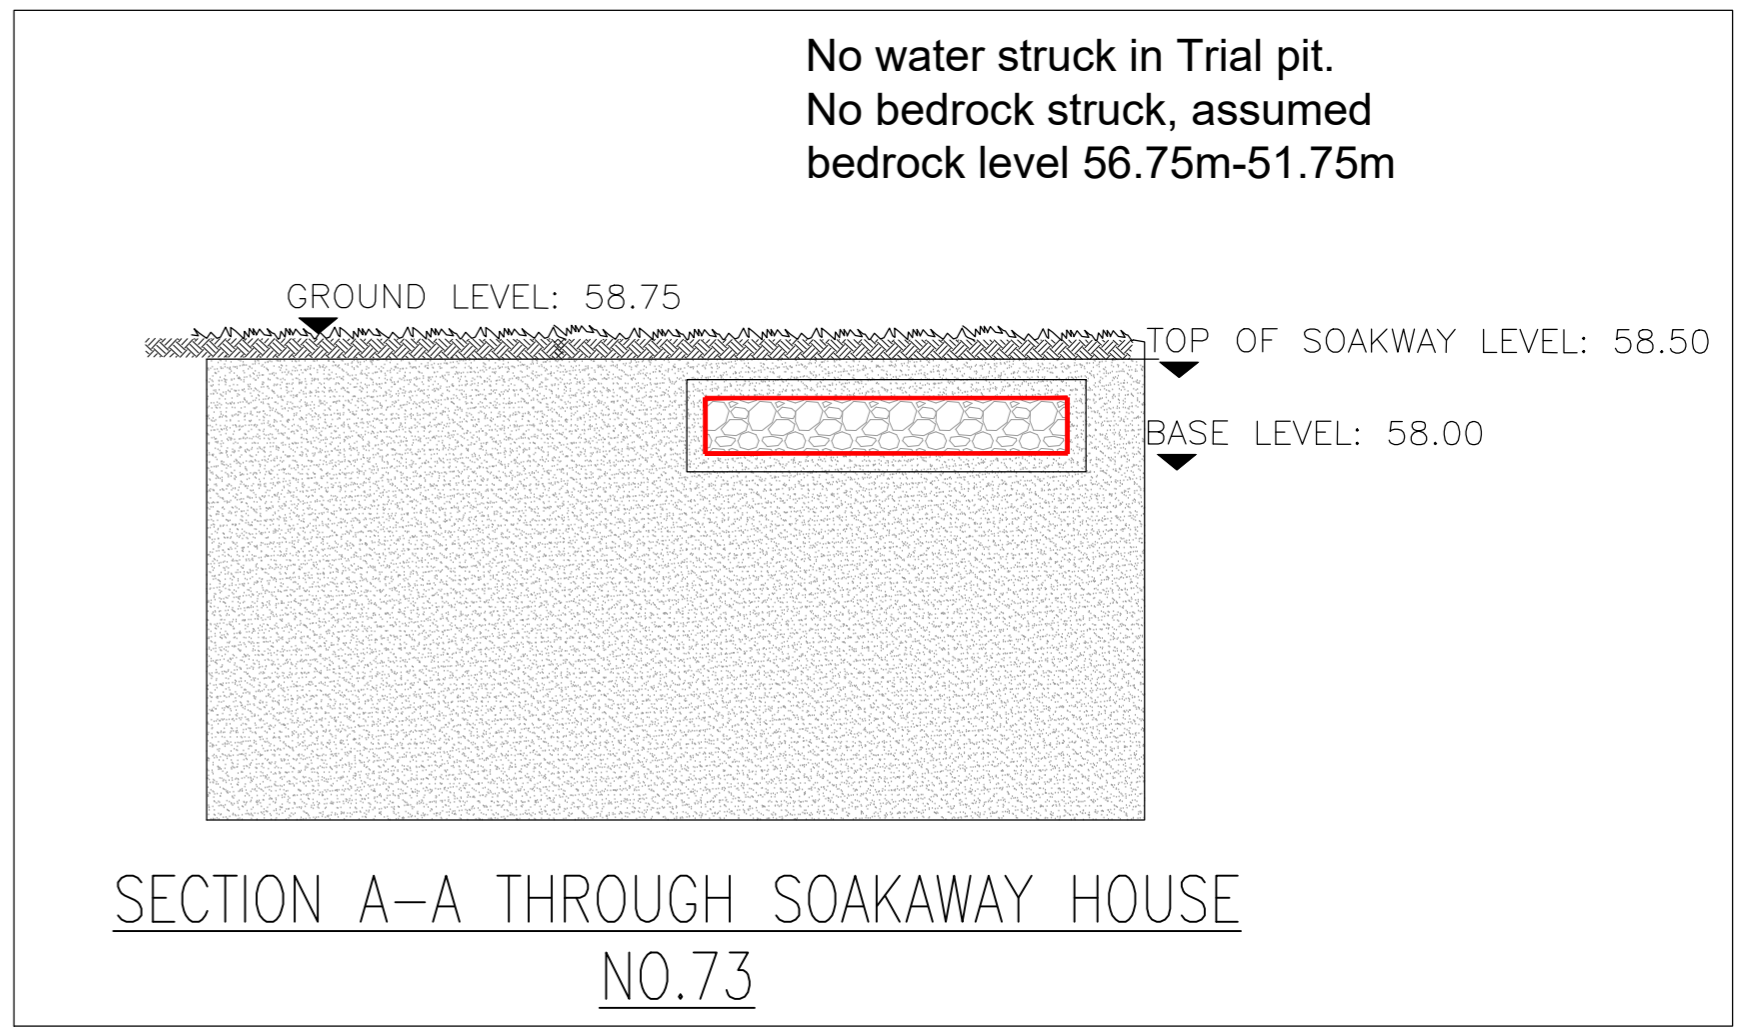 No water struck in Trial pit.
No bedrock struck, assumed
bedrock level 56.75m-51.75m
GROUND LEVEL: 58.75
TOP OF SOAKWAY LEVEL: 58.50
BASE LEVEL: 58.00
SECTION A-A THROUGH SOAKAWAY HOUSE
NO.73